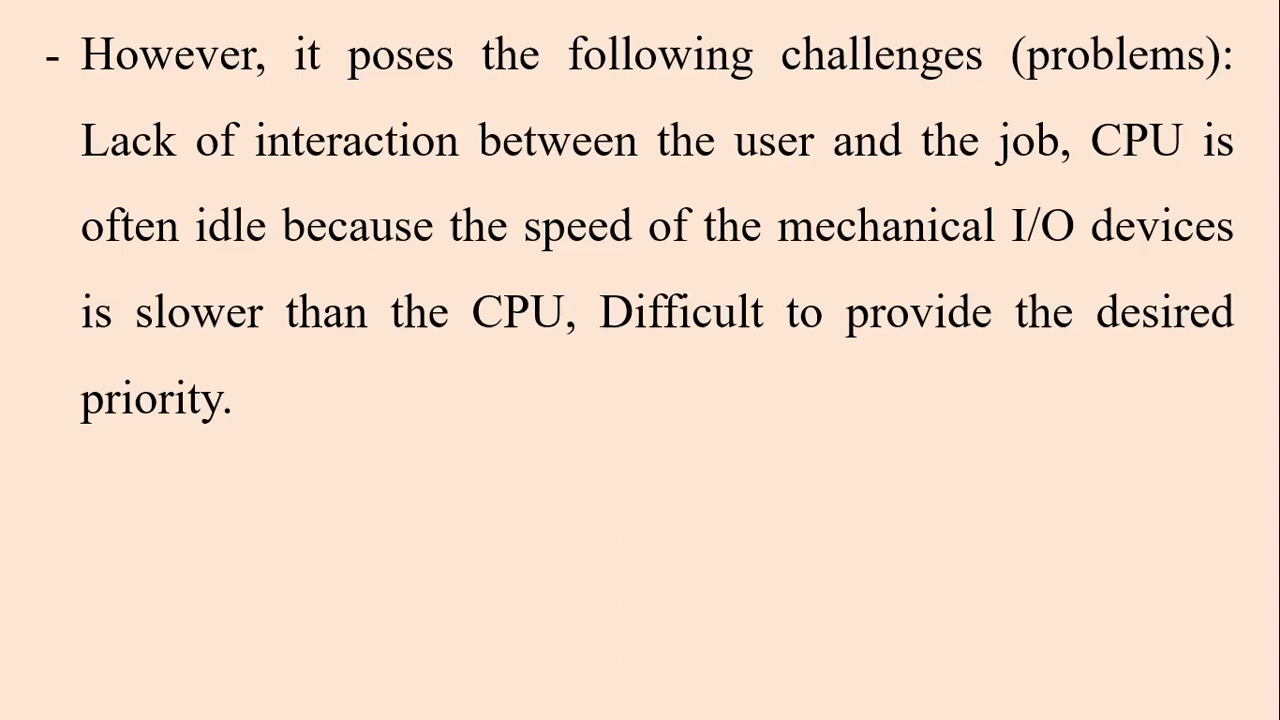 - However, it poses the following challenges (problems):
Lack of interaction between the user and the job, CPU is
often idle because the speed of the mechanical I/O devices
is slower than the CPU, Difficult to provide the desired
priority.